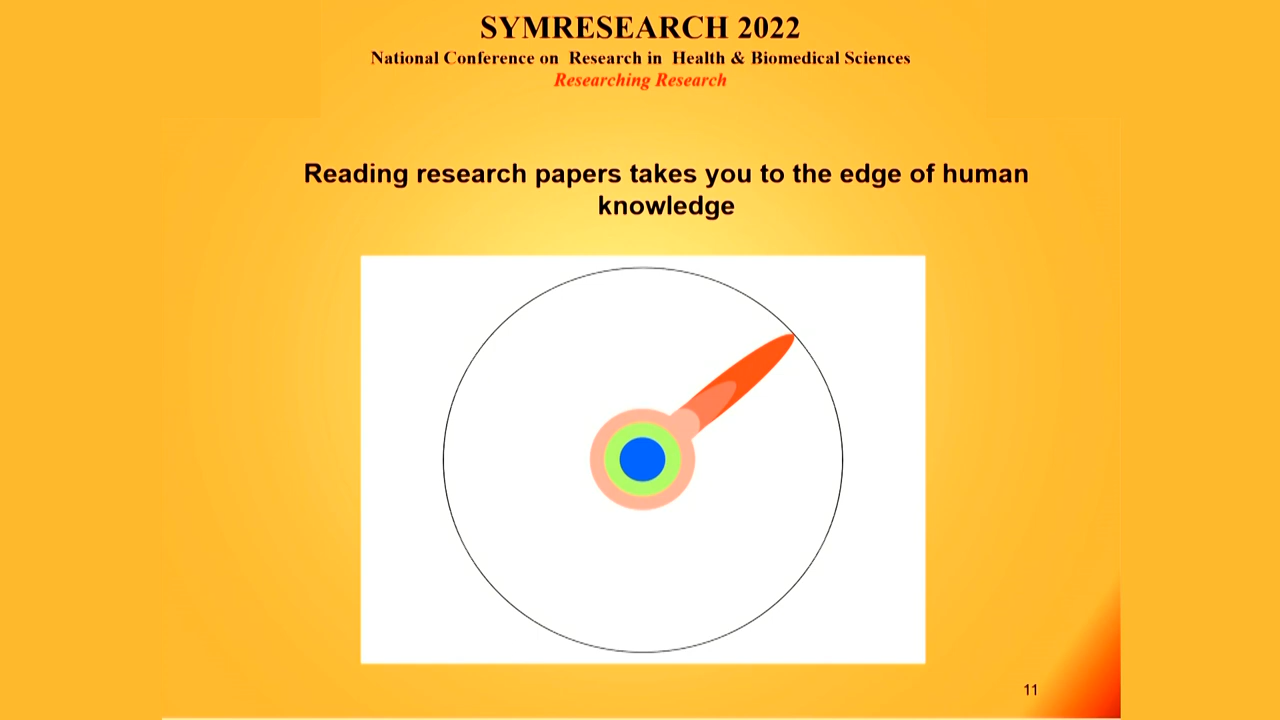 SYMRESEARCH 2022
National Conference on Research in Health & Biomedical Sciences
Researching Research
Reading research papers takes you to the edge of human
knowledge
11